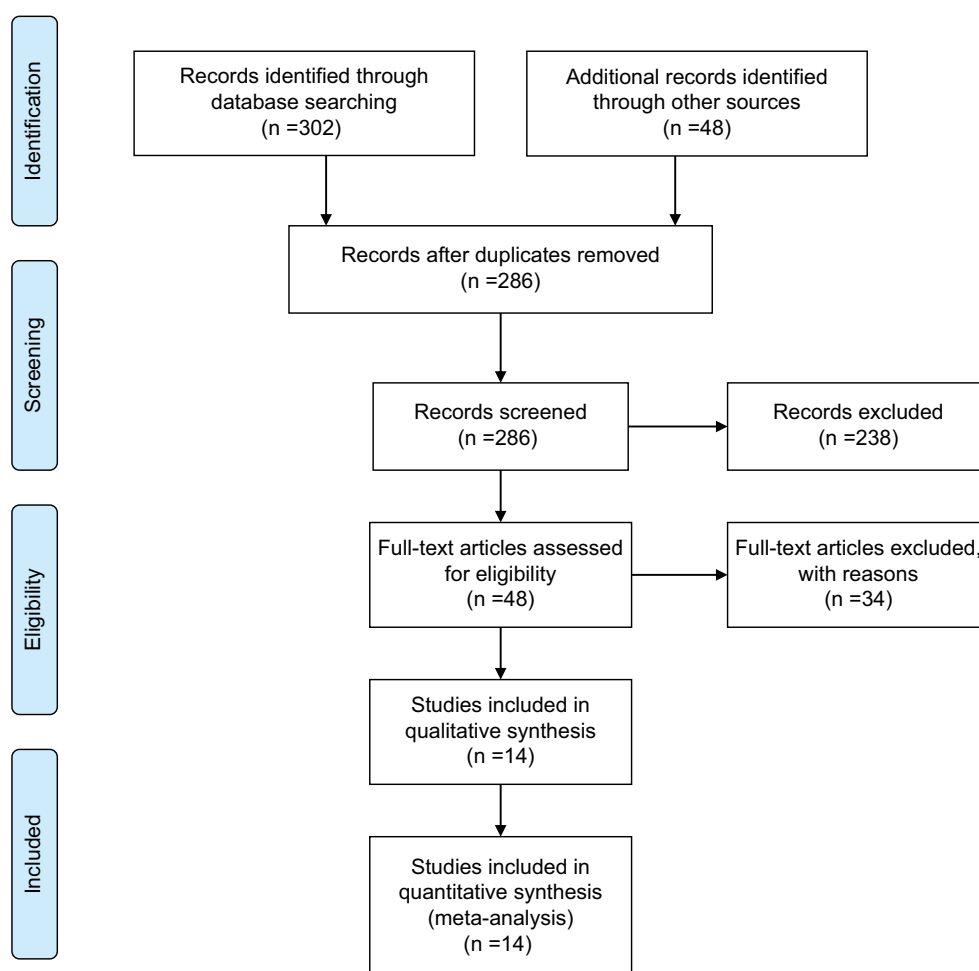 Identification
Records identified through
database searching
(n =302)
Additional records identified
through other sources
(n =48)
Records after duplicates removed
(n =286)
Screening
Records screened
(n =286)
Records excluded
(n =238)
Eligibility
Full-text articles assessed
for eligibility
(n =48)
Full-text articles excluded,
with reasons
(n =34)
Studies included in
qualitative synthesis
(n =14)
Included
Studies included in
quantitative synthesis
(meta-analysis)
(n =14)